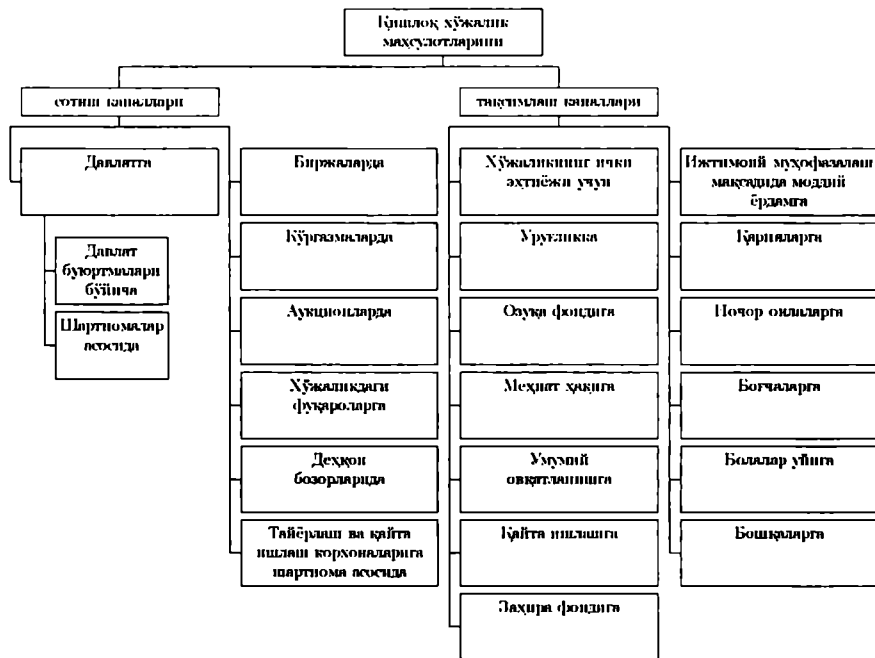 Қишлоқ хўжалик
маҳсулотларини
сотиш каналлари
тақсимлаш каналлари
Давлатга
Давлат
буюртмалари
бўйича
Шартномалар
асосида
Биржаларда
Кўргазмаларда
Аукционларда
Хўжаликдаги
фуқароларга
Деҳқон
бозорларида
Тайёрлаш ва қайта
ишлаш корхоналарига
шартнома асосида
Хўжаликнинг ички
эҳтиёжи учун
Уруғликка
Озуқа фондига
Меҳнат ҳақига
Умумий
овқатланишга
Қайта ишлашга
Заҳира фондига
Ижтимоий муҳофазалаш
мақсадида моддий
ёрдамга
Қарияларга
Ночор оилаларга
Боғчаларга
Болалар уйига
Бошқаларга